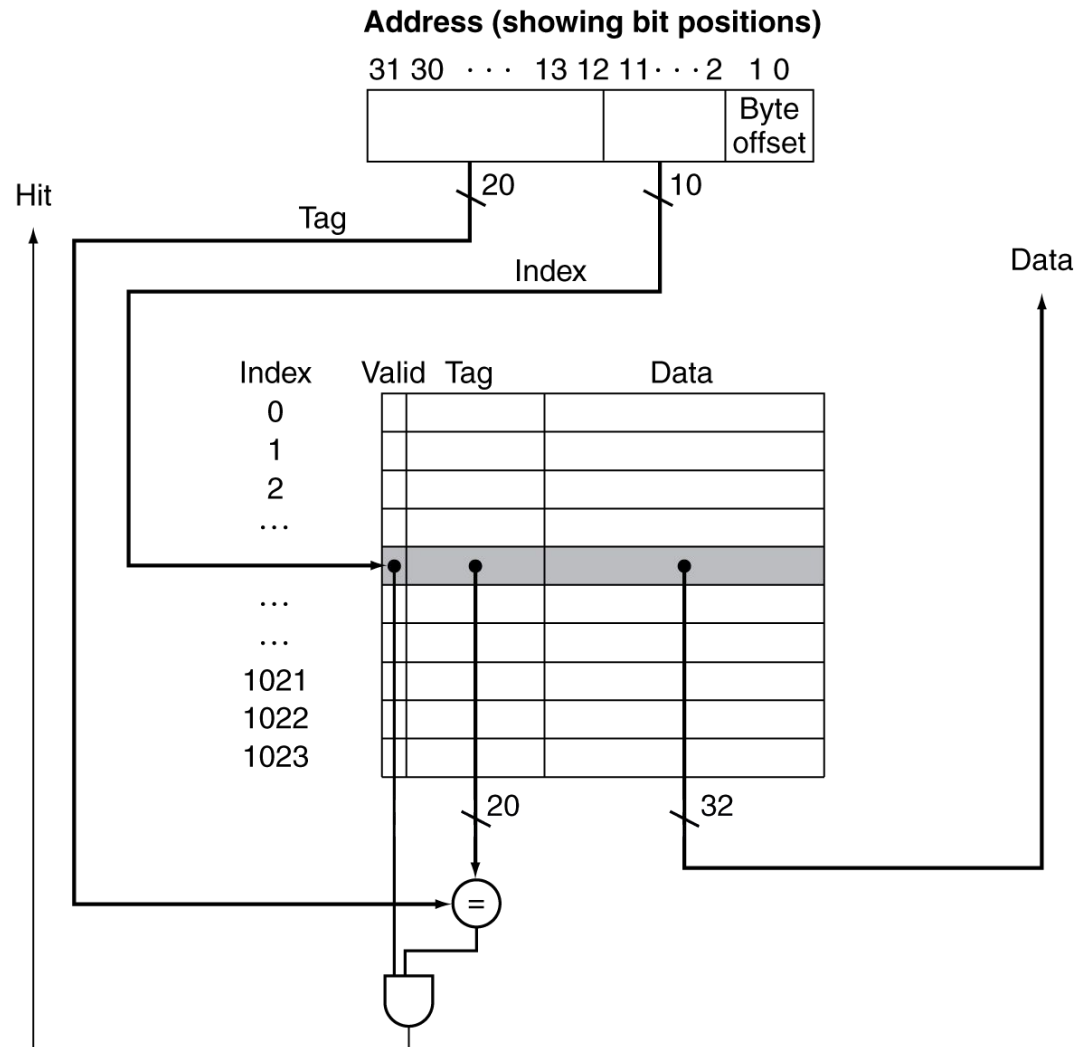 Address (showing bit positions)
31 30 · · · 13 12 11 · · · 2 1 0
Byte
offset
20
10
Hit
Tag
Index
Data
Index Valid Tag Data
0
1
2
...
...
...
1021
1022
1023
20
32
=